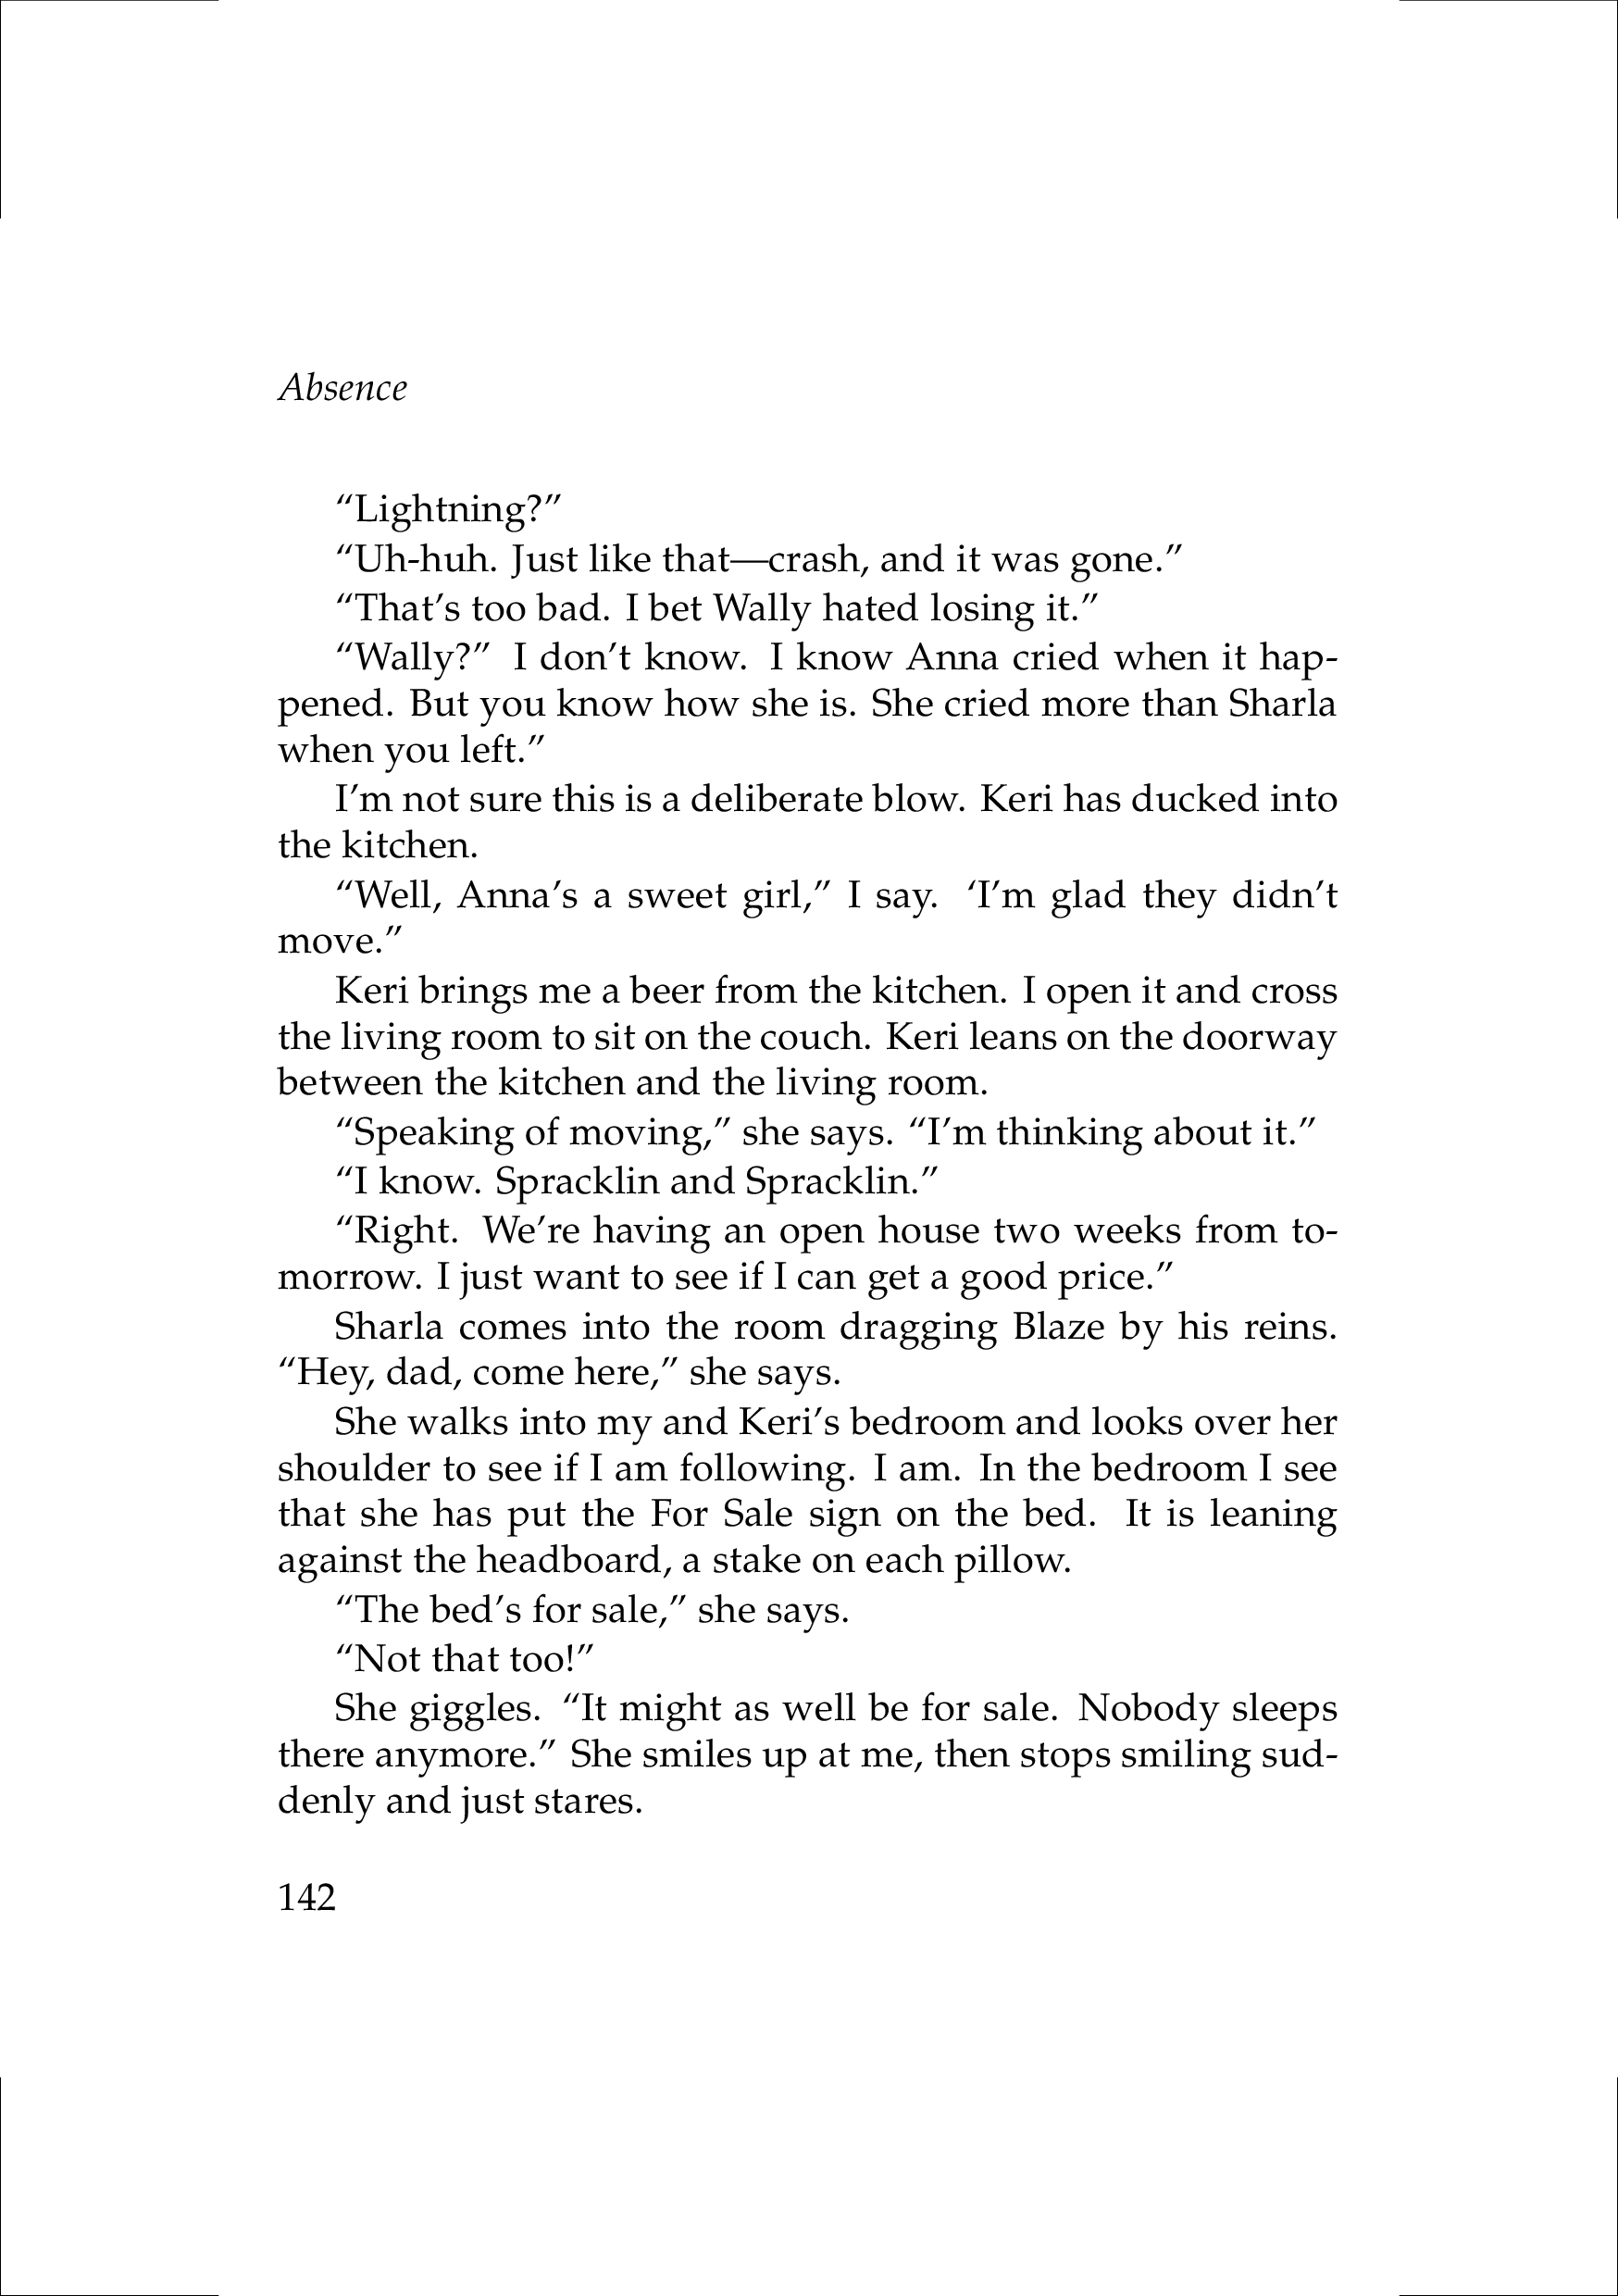 Absence
“Lightning?”
“Uh-huh. Just like that—crash, and it was gone.”
“That’s too bad. I bet Wally hated losing it.”
“Wally?” I don’t know. I know Anna cried when it hap-
pened. But you know how she is. She cried more than Sharla
when you left.”
I’m not sure this is a deliberate blow. Keri has ducked into
the kitchen.
“Well, Anna’s a sweet girl,” I say. ‘I’m glad they didn’t
move.”
Keri brings me a beer from the kitchen. I open it and cross
the living room to sit on the couch. Keri leans on the doorway
between the kitchen and the living room.
“Speaking of moving,” she says. “I’m thinking about it.”
“I know. Spracklin and Spracklin.”
“Right. We’re having an open house two weeks from to-
morrow. I just want to see if I can get a good price.”
Sharla comes into the room dragging Blaze by his reins.
“Hey, dad, come here,” she says.
She walks into my and Keri’s bedroom and looks over her
shoulder to see if I am following. I am. In the bedroom I see
that she has put the For Sale sign on the bed. It is leaning
against the headboard, a stake on each pillow.
“The bed’s for sale,” she says.
“Not that too!”
She giggles. “It might as well be for sale. Nobody sleeps
there anymore.” She smiles up at me, then stops smiling sud-
denly and just stares.
142